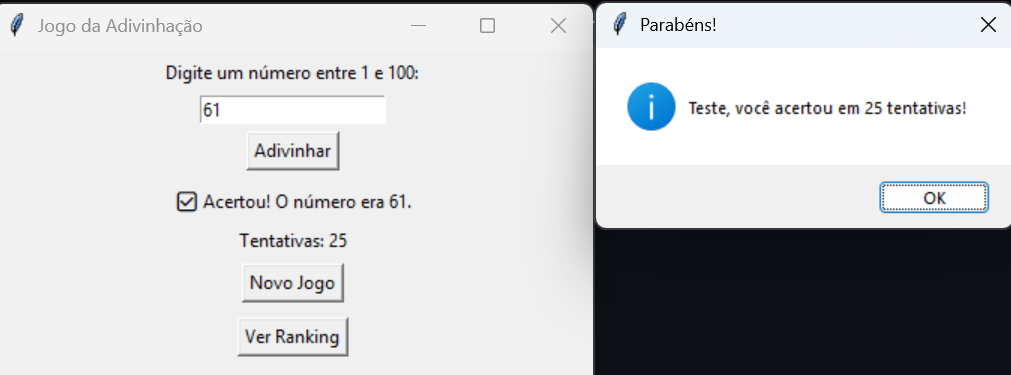 Jogo da Adivinhação
Digite um número entre 1 e 100:
61
Adivinhar
☑ Acertou! O número era 61.
Tentativas: 25
Novo Jogo
Ver Ranking
Parabéns!
Teste, você acertou em 25 tentativas!
OK